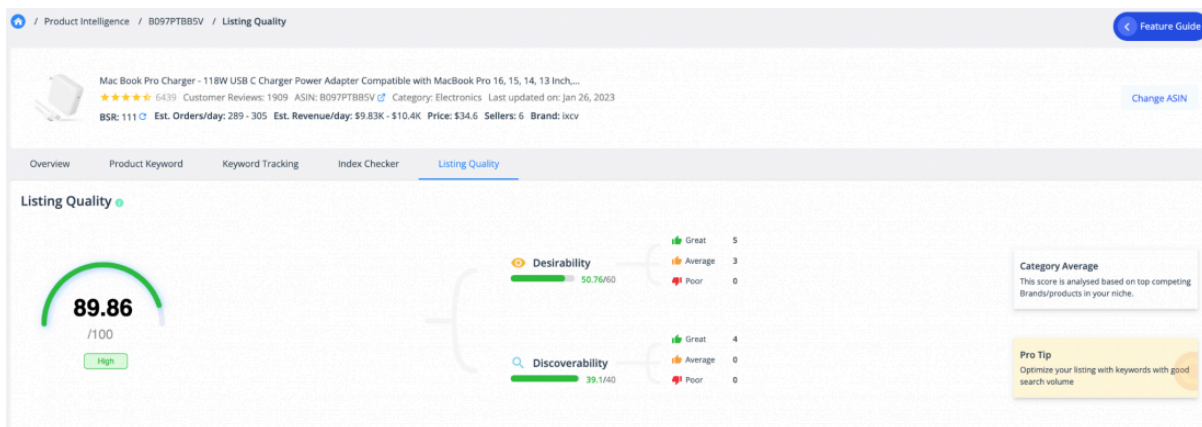 / Product Intelligence / B097PTBB5V / Listing Quality
Feature Guide
Mac Book Pro Charger - 118W USB C Charger Power Adapter Compatible with MacBook Pro 16, 15, 14, 13 Inch,...
6439 Customer Reviews: 1909 ASIN: B097PTBB5V Category: Electronics Last updated on: Jan 26, 2023
BSR: 111 Est. Orders/day: 289 - 305 Est. Revenue/day: $9.83K - $10.4K Price: $34.6 Sellers: 6 Brand: ixcv
Change ASIN
Overview Product Keyword Keyword Tracking Index Checker Listing Quality
Listing Quality
89.86
/100
High
Desirability
50.76/60
Great 5
Average 3
Poor 0
Discoverability
39.1/40
Great 4
Average 0
Poor 0
Category Average
This score is analysed based on top competing
Brands/products in your niche.
Pro Tip
Optimize your listing with keywords with good
search volume